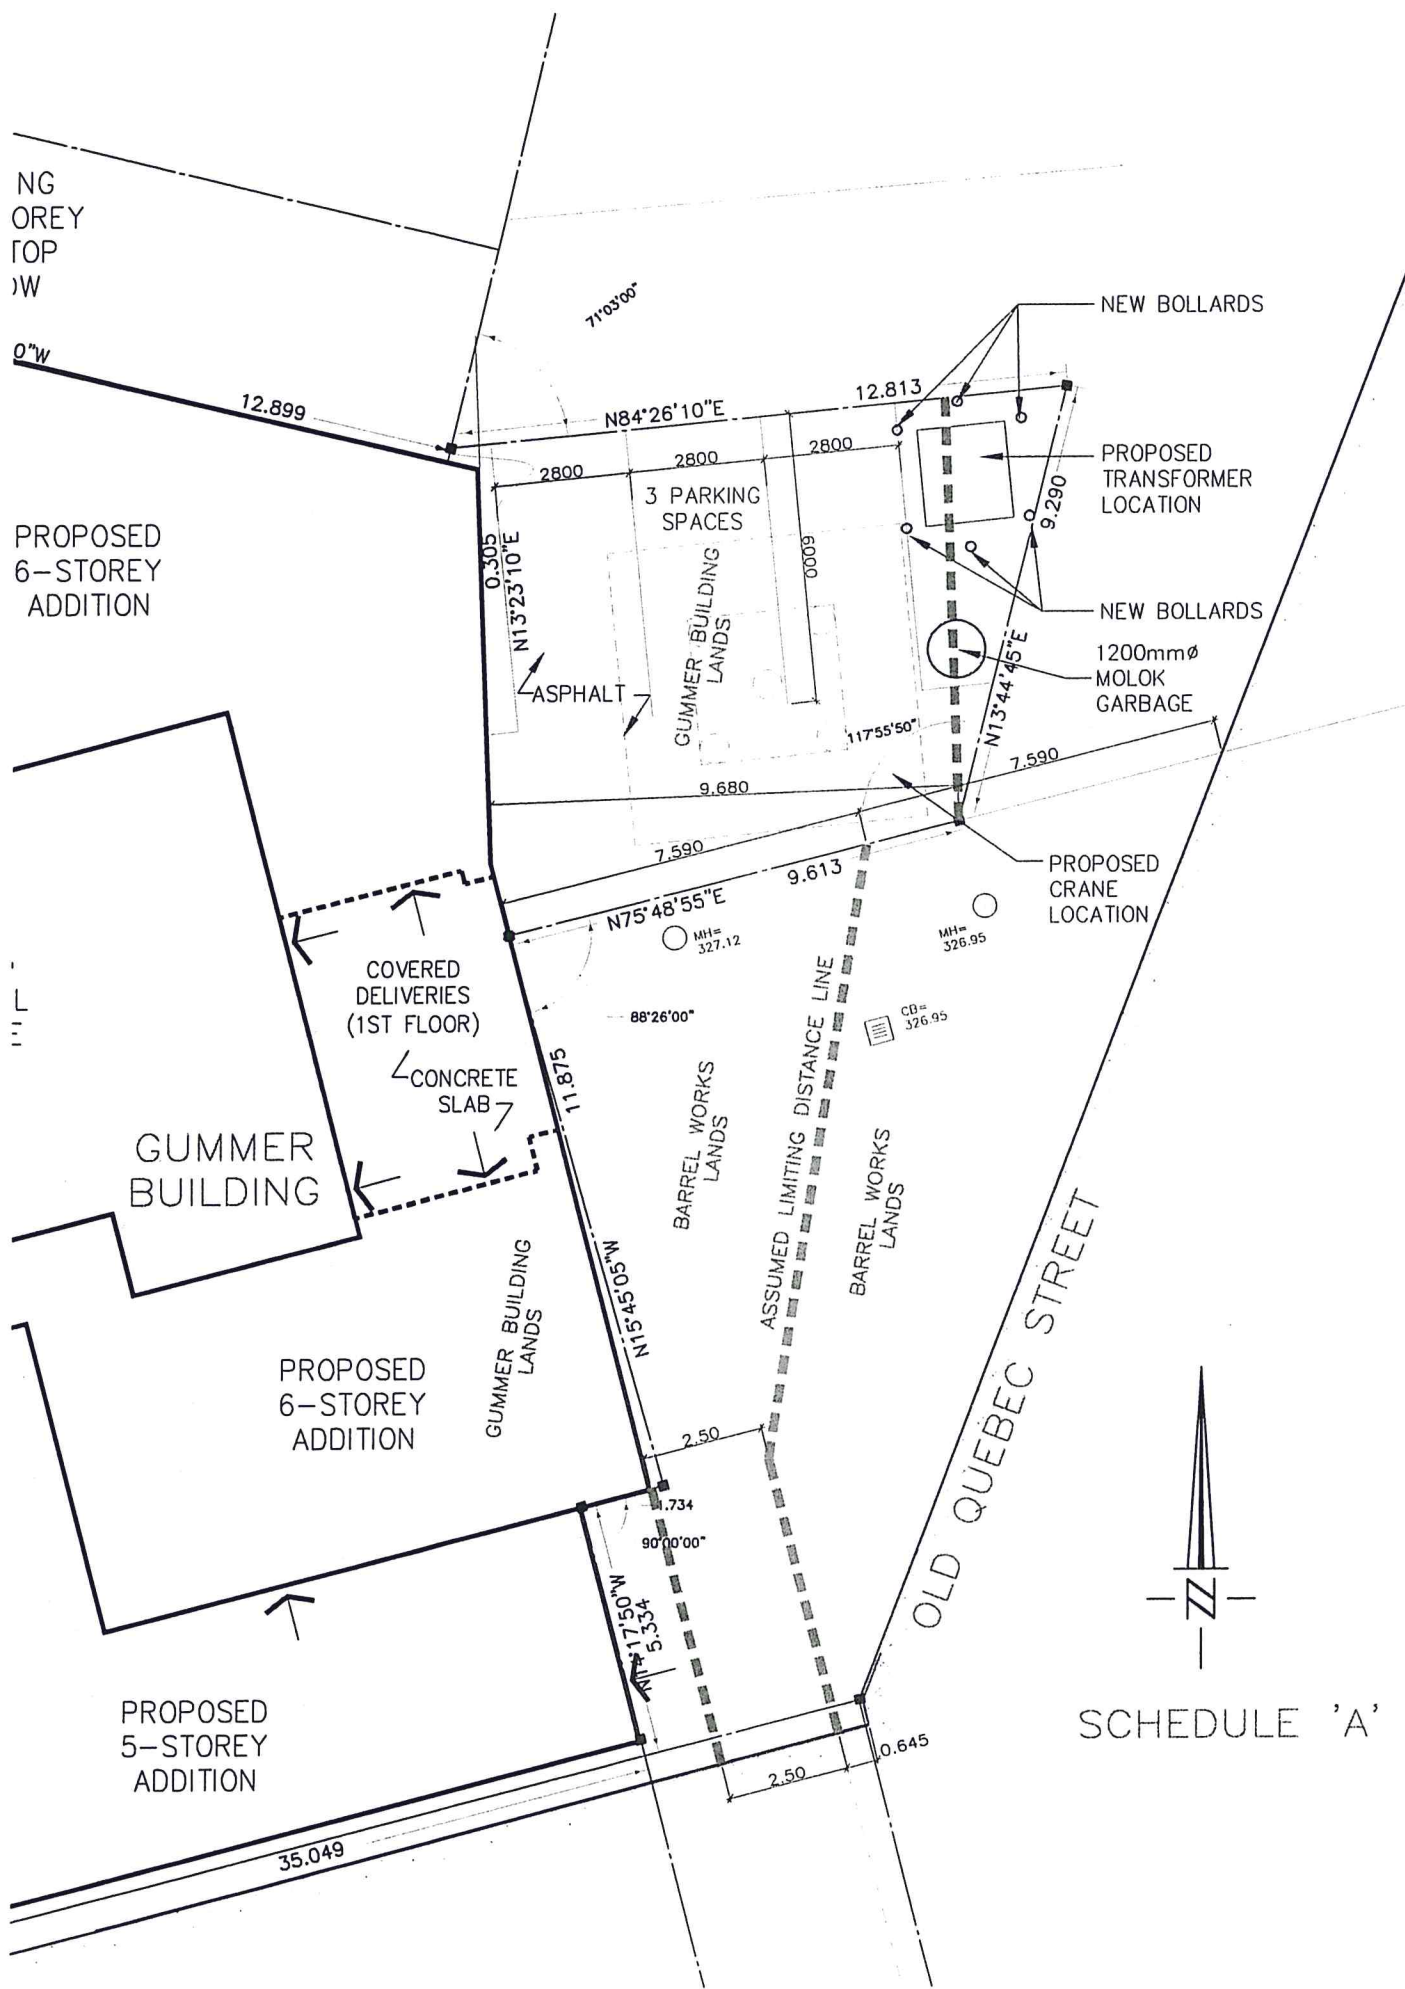 NG
OREY
TOP
OW
0"W
12.899
71°03'00"
NEW BOLLARDS
12.813
N84°26'10"E
2800
2800
2800
3 PARKING
SPACES
PROPOSED
TRANSFORMER
LOCATION
9.290
PROPOSED
6-STOREY
ADDITION
0.305
N13°23'10"E
6000
GUMMER BUILDING
LANDS
NEW BOLLARDS
1200mmø
MOLOK
GARBAGE
ASPHALT
N13°44'45"E
117°55'50"
7.590
9.680
7.590
9.613
N75°48'55"E
PROPOSED
CRANE
LOCATION
MH=
327.12
MH=
326.95
COVERED
DELIVERIES
(1ST FLOOR)
L
E
CB=
326.95
88°26'00"
CONCRETE
SLAB
11.875
GUMMER
BUILDING
BARREL WORKS
LANDS
ASSUMED LIMITING DISTANCE LINE
BARREL WORKS
LANDS
OLD QUEBEC STREET
N15°45'05"W
GUMMER BUILDING
LANDS
PROPOSED
6-STOREY
ADDITION
2.50
1.734
90°00'00"
N14°17'50"W
5.334
N
PROPOSED
5-STOREY
ADDITION
SCHEDULE 'A'
0.645
2.50
35.049